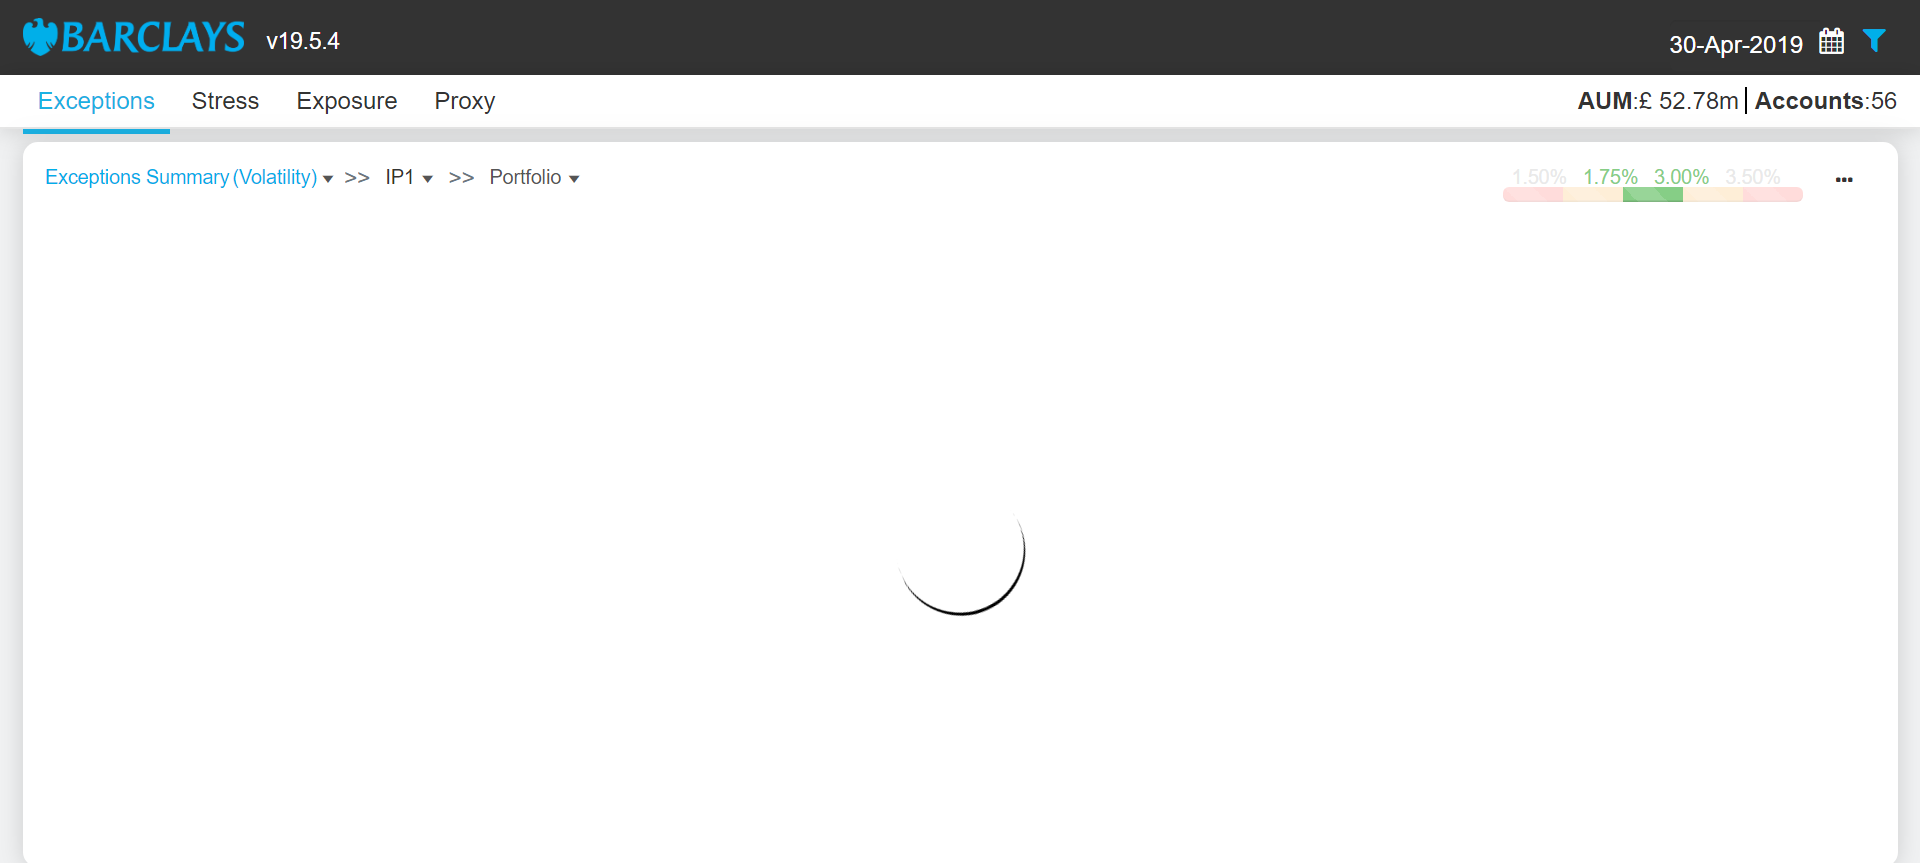 BARCLAYS v19.5.4 30-Apr-2019
Exceptions Stress Exposure Proxy AUM:£ 52.78m Accounts:56
Exceptions Summary (Volatility) >> IP1 >> Portfolio 1.50% 1.75% 3.00% 3.50% ...